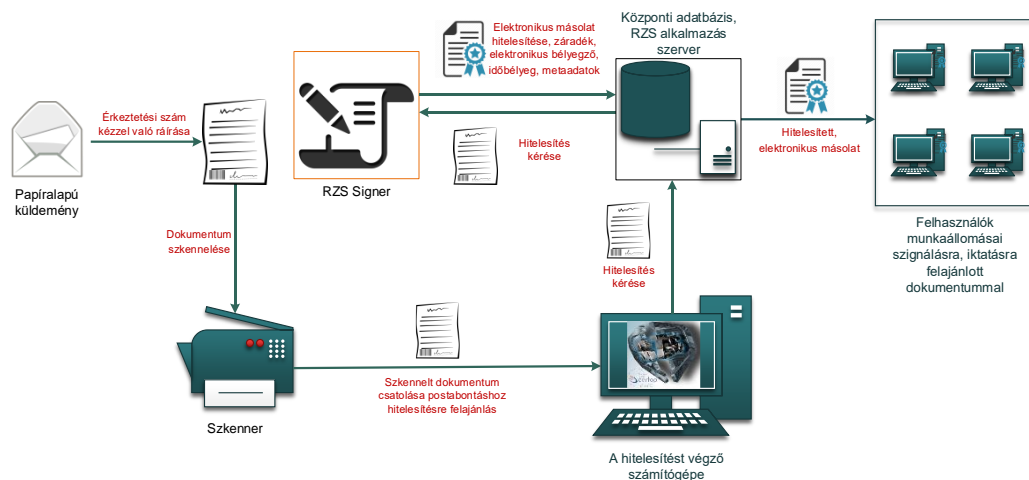 Papíralapú
küldemény
Érkeztetési szám
kézzel való ráírása
RZS Signer
Elektronikus másolat
hitelesítése, záradék,
elektronikus bélyegző,
időbélyeg, metaadatok
Hitelesítés
kérése
Központi adatbázis,
RZS alkalmazás
szerver
Hitelesített,
elektronikus másolat
Felhasználók
munkaállomásai
szignálásra, iktatásra
felajánlott
dokumentummal
Dokumentum
szkennelése
Szkenner
Szkennelt dokumentum
csatolása postabontáshoz
hitelesítésre felajánlás
Hitelesítés
kérése
A hitelesítést végző
számítógépe